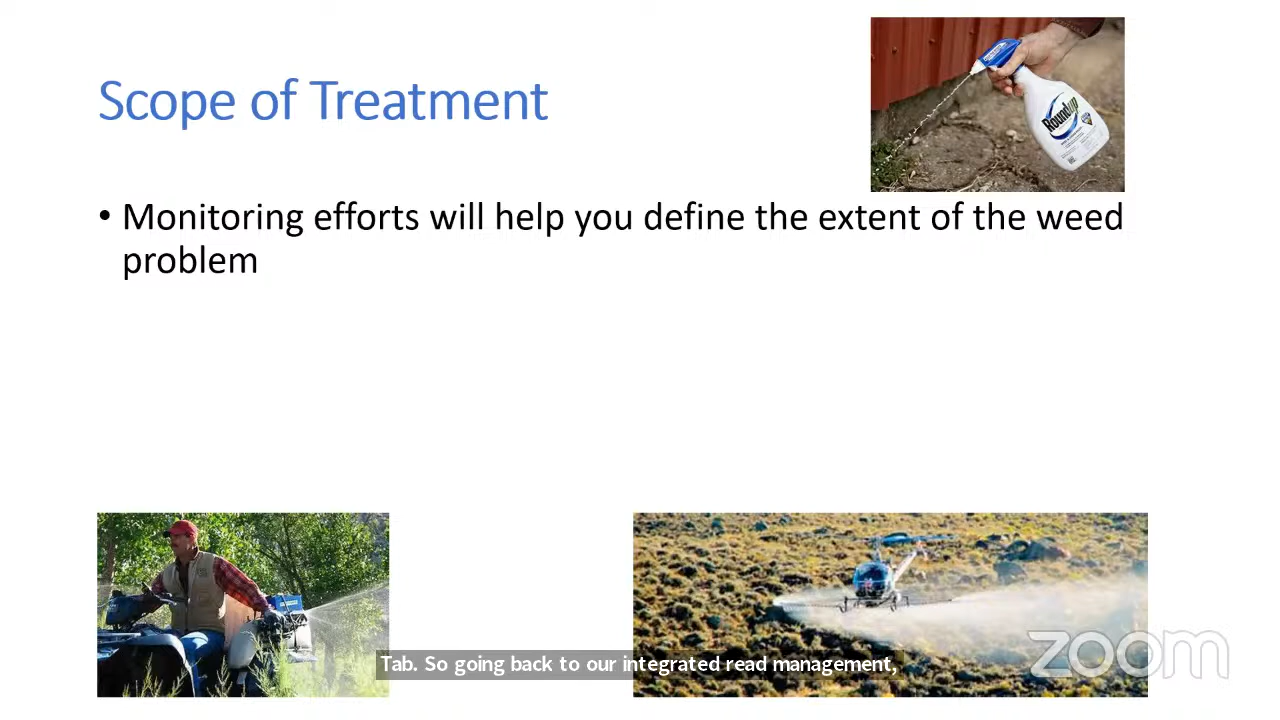 Scope of Treatment
Roundup
• Monitoring efforts will help you define the extent of the weed
problem
Tab. So going back to our integrated read management,
zoom